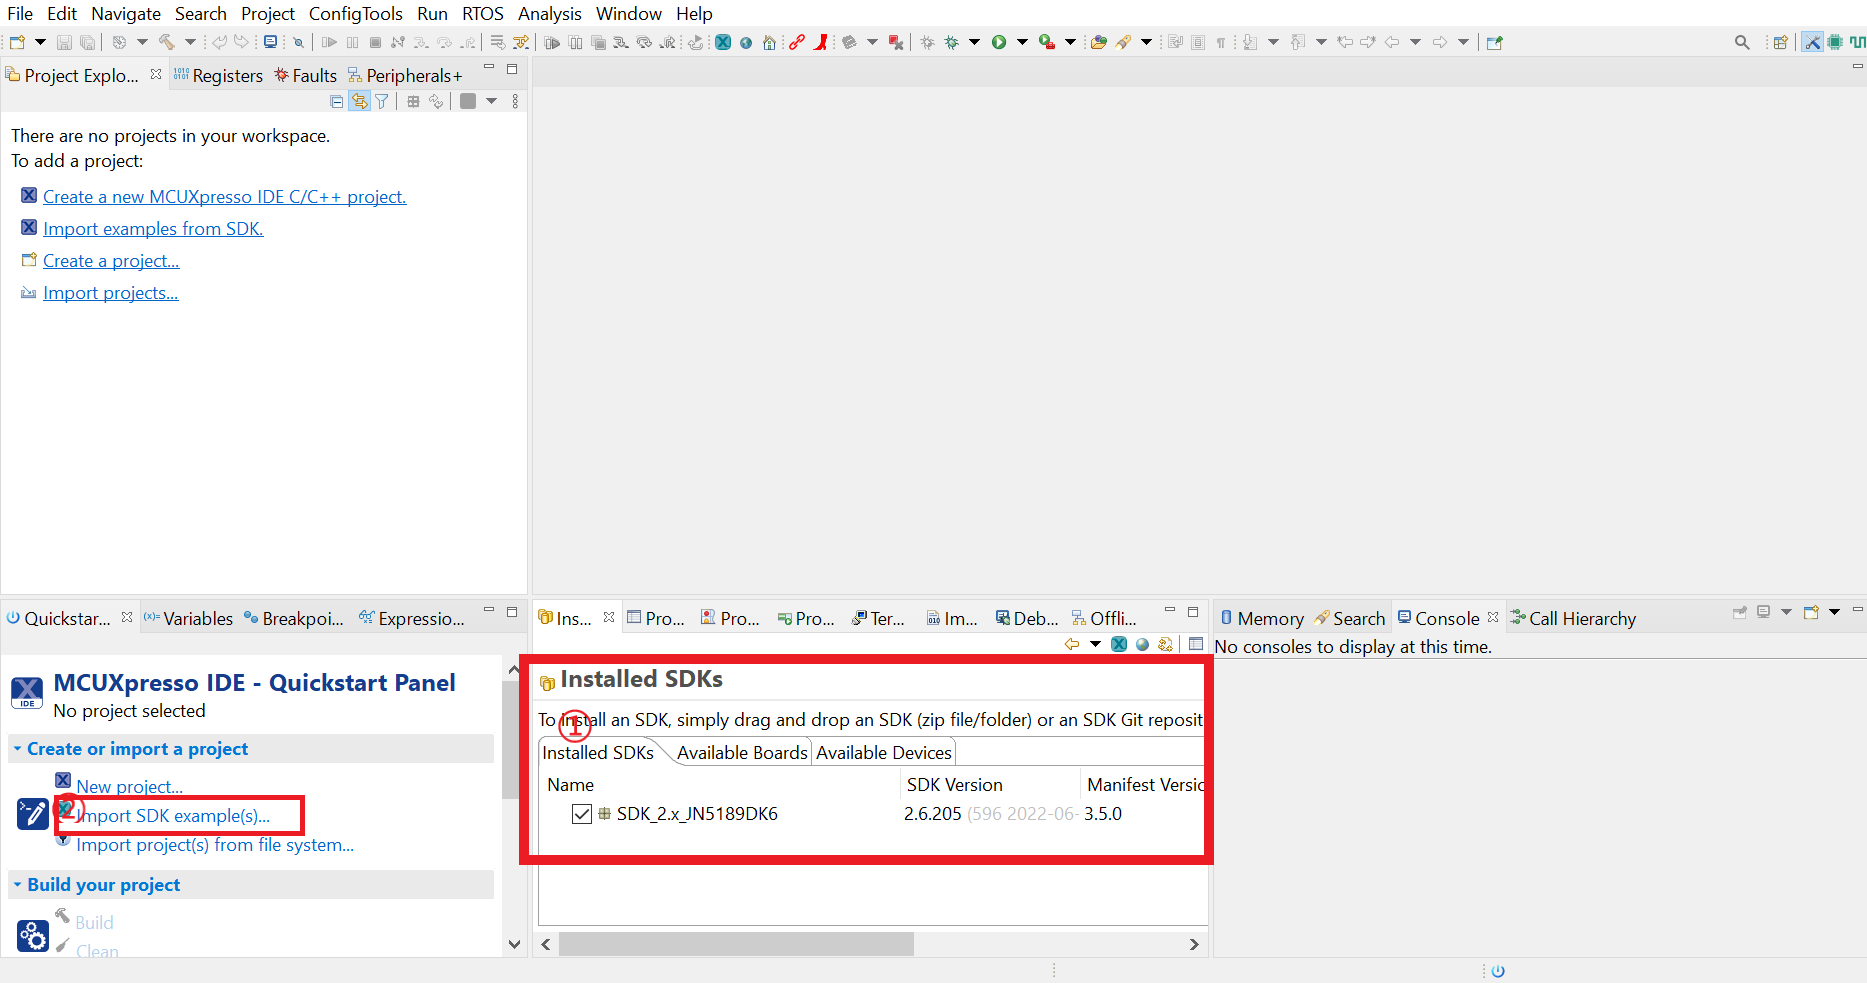 File Edit Navigate Search Project ConfigTools Run RTOS Analysis Window Help
Project Explo... Registers Faults Peripherals+
There are no projects in your workspace.
To add a project:
Create a new MCUXpresso IDE C/C++ project.
Import examples from SDK.
Create a project...
Import projects...
Quickstar... Variables Breakpoi... Expressio...
MCUXpresso IDE - Quickstart Panel
No project selected
Create or import a project
New project...
② Import SDK example(s)...
Import project(s) from file system...
Build your project
Build
Clean
Ins... Pro... Pro... Pro... Ter... Im... Deb... Offli...
Installed SDKs
To install an SDK, simply drag and drop an SDK (zip file/folder) or an SDK Git reposit
①
Installed SDKs Available Boards Available Devices
Name SDK Version Manifest Versio
SDK_2.x_JN5189DK6 2.6.205 (596 2022-06- 3.5.0
Memory Search Console Call Hierarchy
No consoles to display at this time.